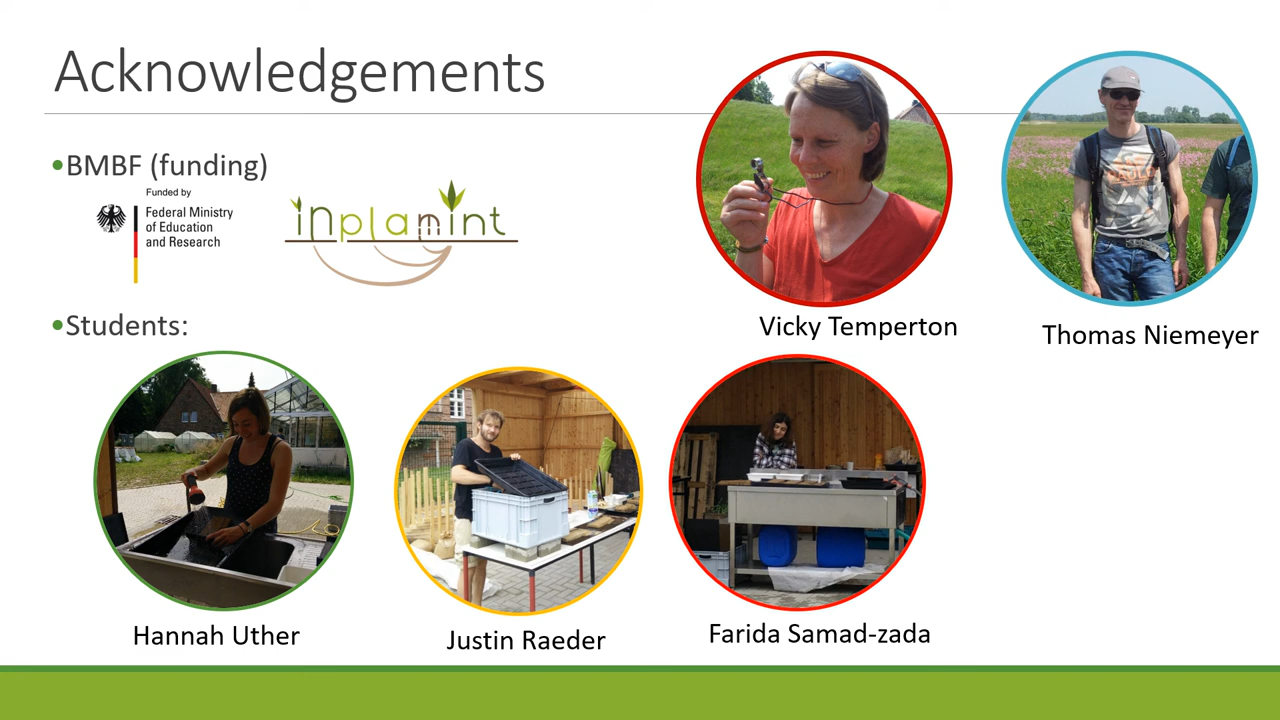 Acknowledgements
•BMBF (funding)
Funded by
Federal Ministry
of Education
and Research
inplamint
Vicky Temperton
Thomas Niemeyer
•Students:
Hannah Uther
Justin Raeder
Farida Samad-zada